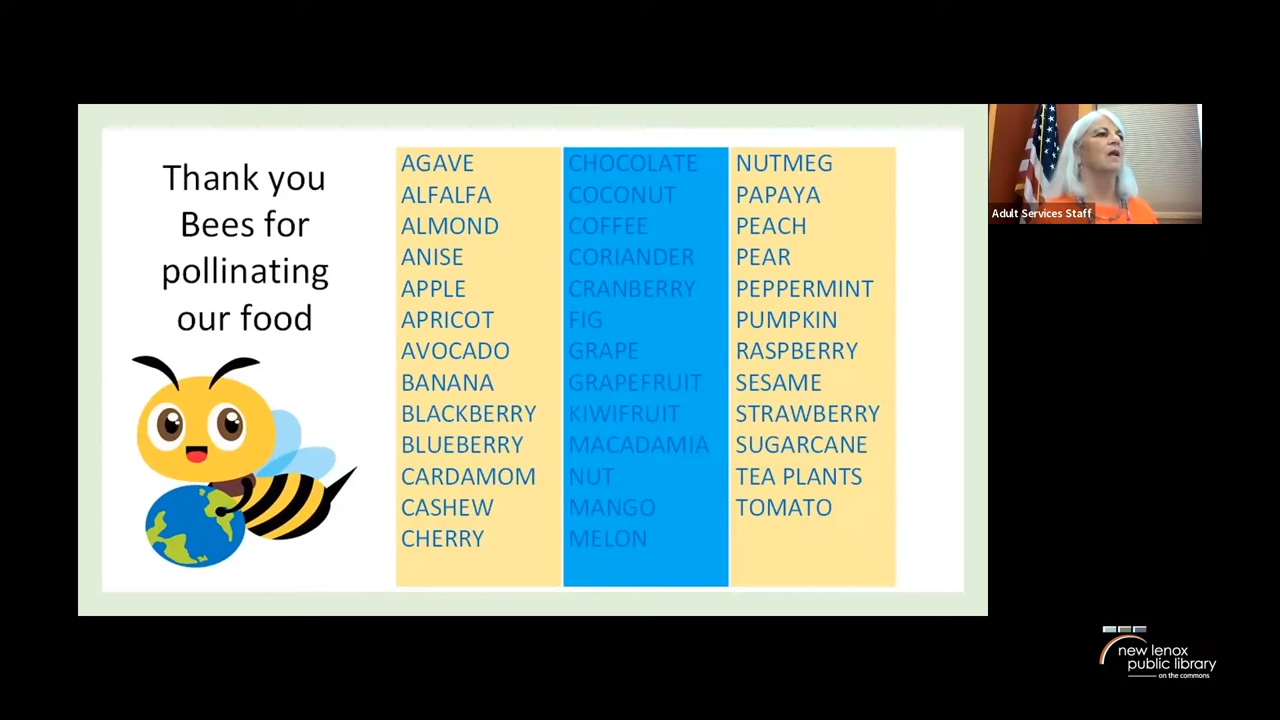 Thank you
Bees for
pollinating
our food
AGAVE
ALFALFA
ALMOND
ANISE
APPLE
APRICOT
AVOCADO
BANANA
BLACKBERRY
BLUEBERRY
CARDAMOM
CASHEW
CHERRY
CHOCOLATE
COCONUT
COFFEE
CORIANDER
CRANBERRY
FIG
GRAPE
GRAPEFRUIT
KIWIFRUIT
MACADAMIA
NUT
MANGO
MELON
NUTMEG
PAPAYA
PEACH
PEAR
PEPPERMINT
PUMPKIN
RASPBERRY
SESAME
STRAWBERRY
SUGARCANE
TEA PLANTS
TOMATO
Adult Services Staff
new lenox
public library
on the commons